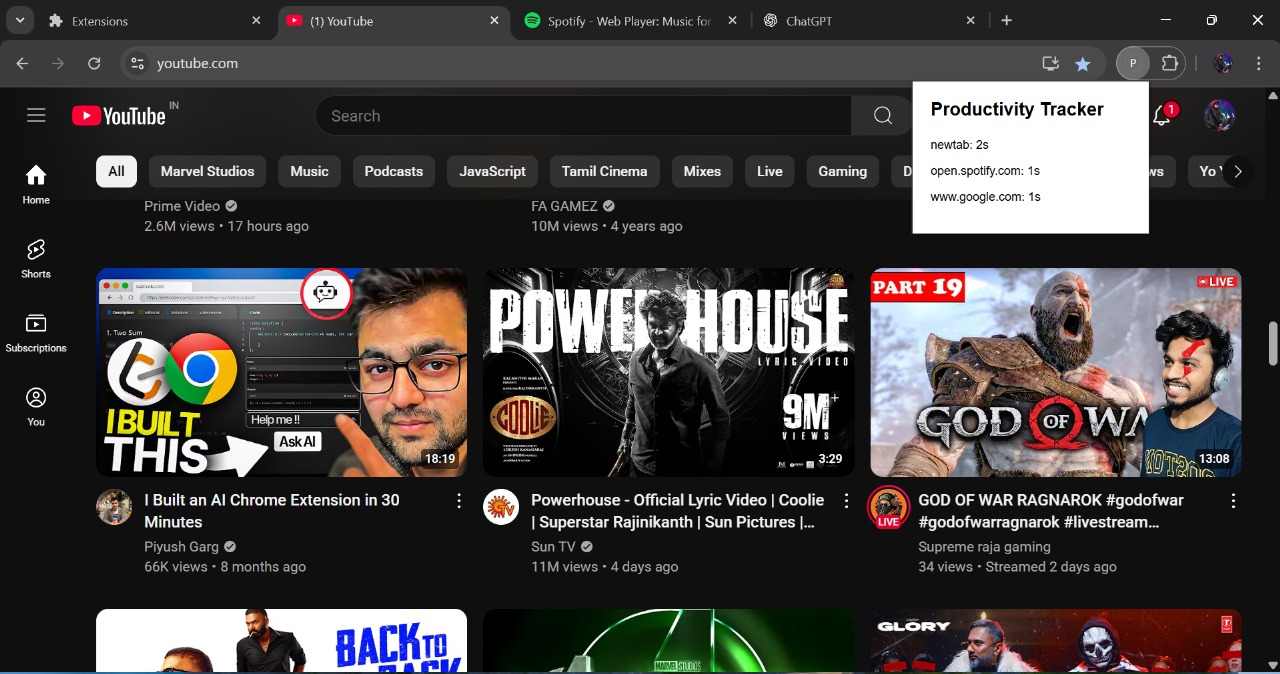 Extensions
(1) YouTube
Spotify - Web Player: Music for
ChatGPT
youtube.com
P
YouTube IN
Search
1
Productivity Tracker
newtab: 2s
open.spotify.com: 1s
www.google.com: 1s
All
Marvel Studios
Music
Podcasts
JavaScript
Tamil Cinema
Mixes
Live
Gaming
D
ws
Yo Y
Home
Shorts
Subscriptions
You
Prime Video
2.6M views • 17 hours ago
FA GAMEZ
10M views • 4 years ago
1. Two Sum
I BUILT
THIS
Help me !!
Ask AI
18:19
POWER HOUSE
LYRIC VIDEO
COOLIE
9M+
VIEWS
3:29
PART 19
LIVE
GOD OF WA
13:08
I Built an AI Chrome Extension in 30
Minutes
Piyush Garg
66K views • 8 months ago
Powerhouse - Official Lyric Video | Coolie
| Superstar Rajinikanth | Sun Pictures |...
Sun TV
11M views • 4 days ago
LIVE
GOD OF WAR RAGNAROK #godofwar
#godofwarragnarok #livestream...
Supreme raja gaming
34 views • Streamed 2 days ago
BACK TO
MARVEL STUDIOS
GLORY